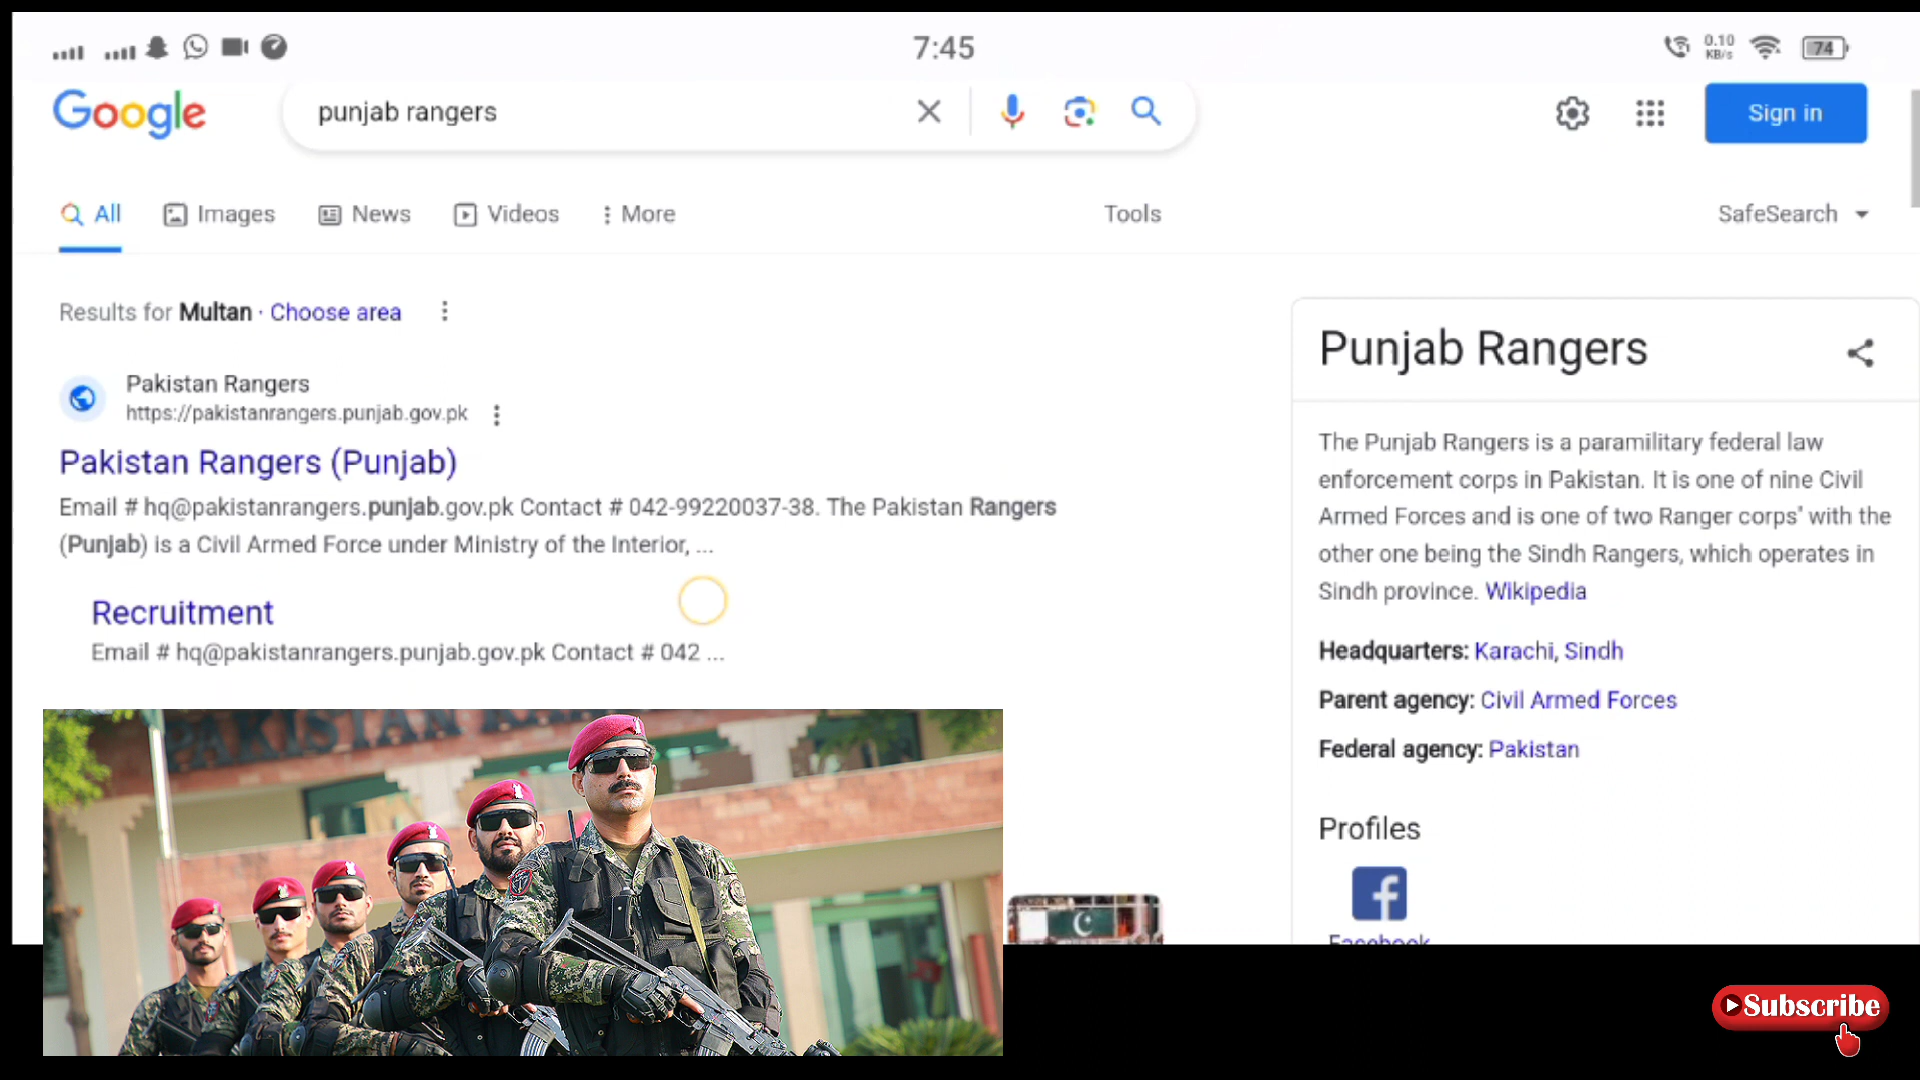 7:45
0.10
KB/s
74
Google
punjab rangers
Sign in
All
Images
News
Videos
More
Tools
SafeSearch
Results for Multan · Choose area
Pakistan Rangers
https://pakistanrangers.punjab.gov.pk
Pakistan Rangers (Punjab)
Email # hq@pakistanrangers.punjab.gov.pk Contact # 042-99220037-38. The Pakistan Rangers
(Punjab) is a Civil Armed Force under Ministry of the Interior, ...
Recruitment
Email # hq@pakistanrangers.punjab.gov.pk Contact # 042 ...
Punjab Rangers
The Punjab Rangers is a paramilitary federal law
enforcement corps in Pakistan. It is one of nine Civil
Armed Forces and is one of two Ranger corps' with the
other one being the Sindh Rangers, which operates in
Sindh province. Wikipedia
Headquarters: Karachi, Sindh
Parent agency: Civil Armed Forces
Federal agency: Pakistan
Profiles
Facebook
PAKISTAN
Subscribe